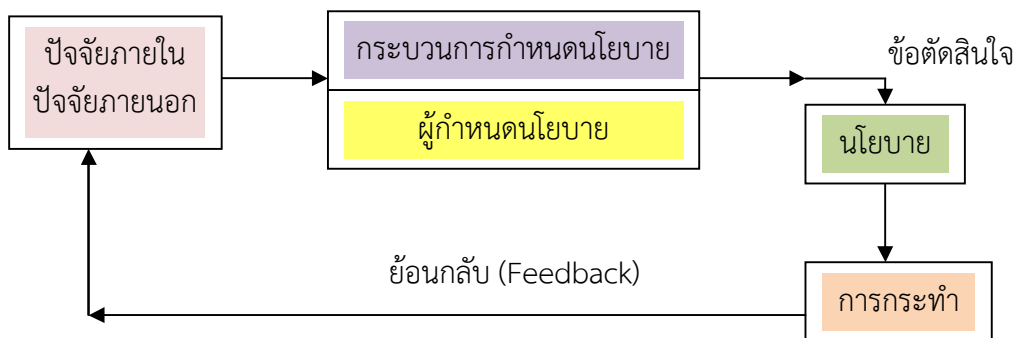 ปัจจัยภายใน
ปัจจัยภายนอก
กระบวนการกำหนดนโยบาย
ผู้กำหนดนโยบาย
ข้อตัดสินใจ
นโยบาย
ย้อนกลับ (Feedback)
การกระทำ